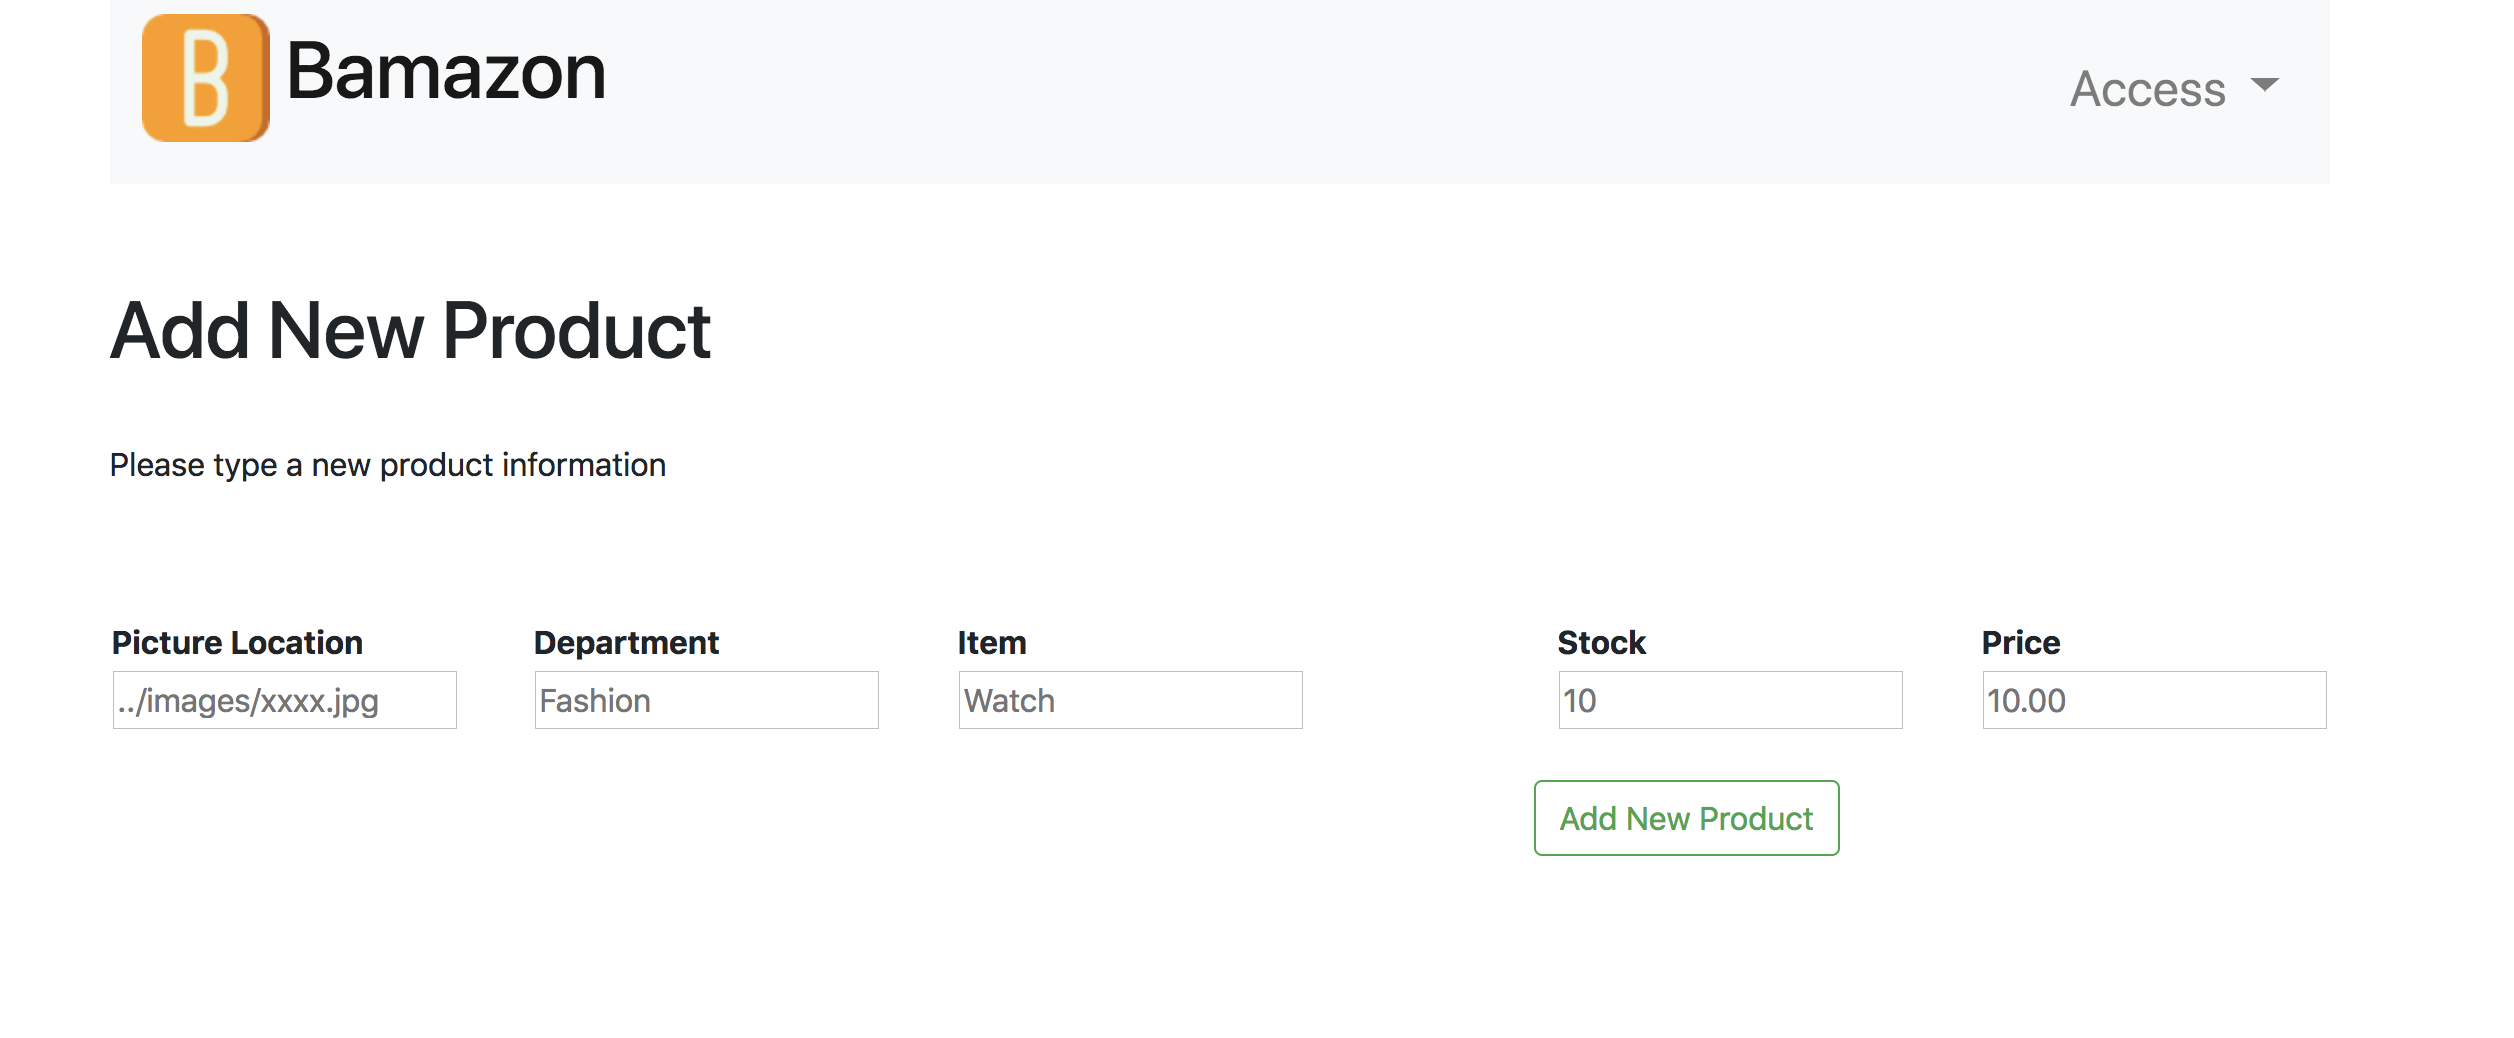 B Bamazon
Access
Add New Product
Please type a new product information
Picture Location Department Item Stock Price
../images/xxxx.jpg Fashion Watch 10 10.00
Add New Product